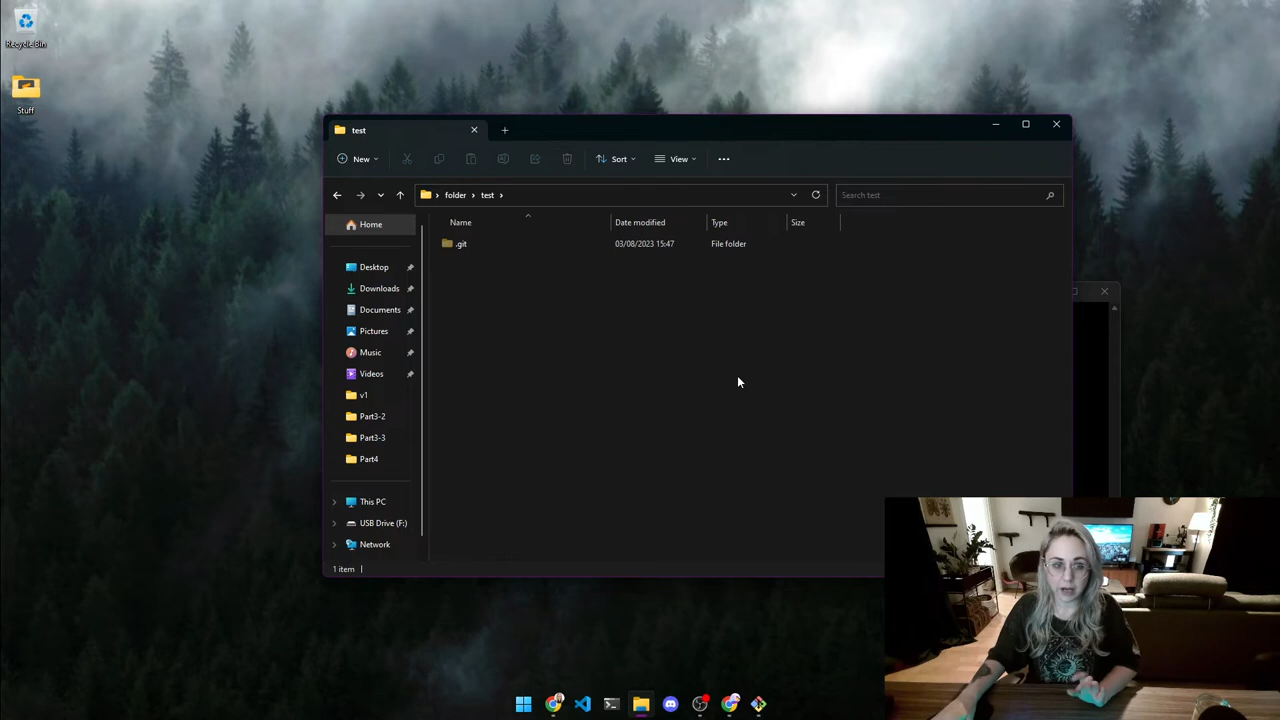 Recycle Bin
Stuff
test
New
Sort
View
folder
test
Search test
Name
Date modified
Type
Size
.git
03/08/2023 15:47
File folder
Home
Desktop
Downloads
Documents
Pictures
Music
Videos
v1
Part3-2
Part3-3
Part4
This PC
USB Drive (F:)
Network
1 item